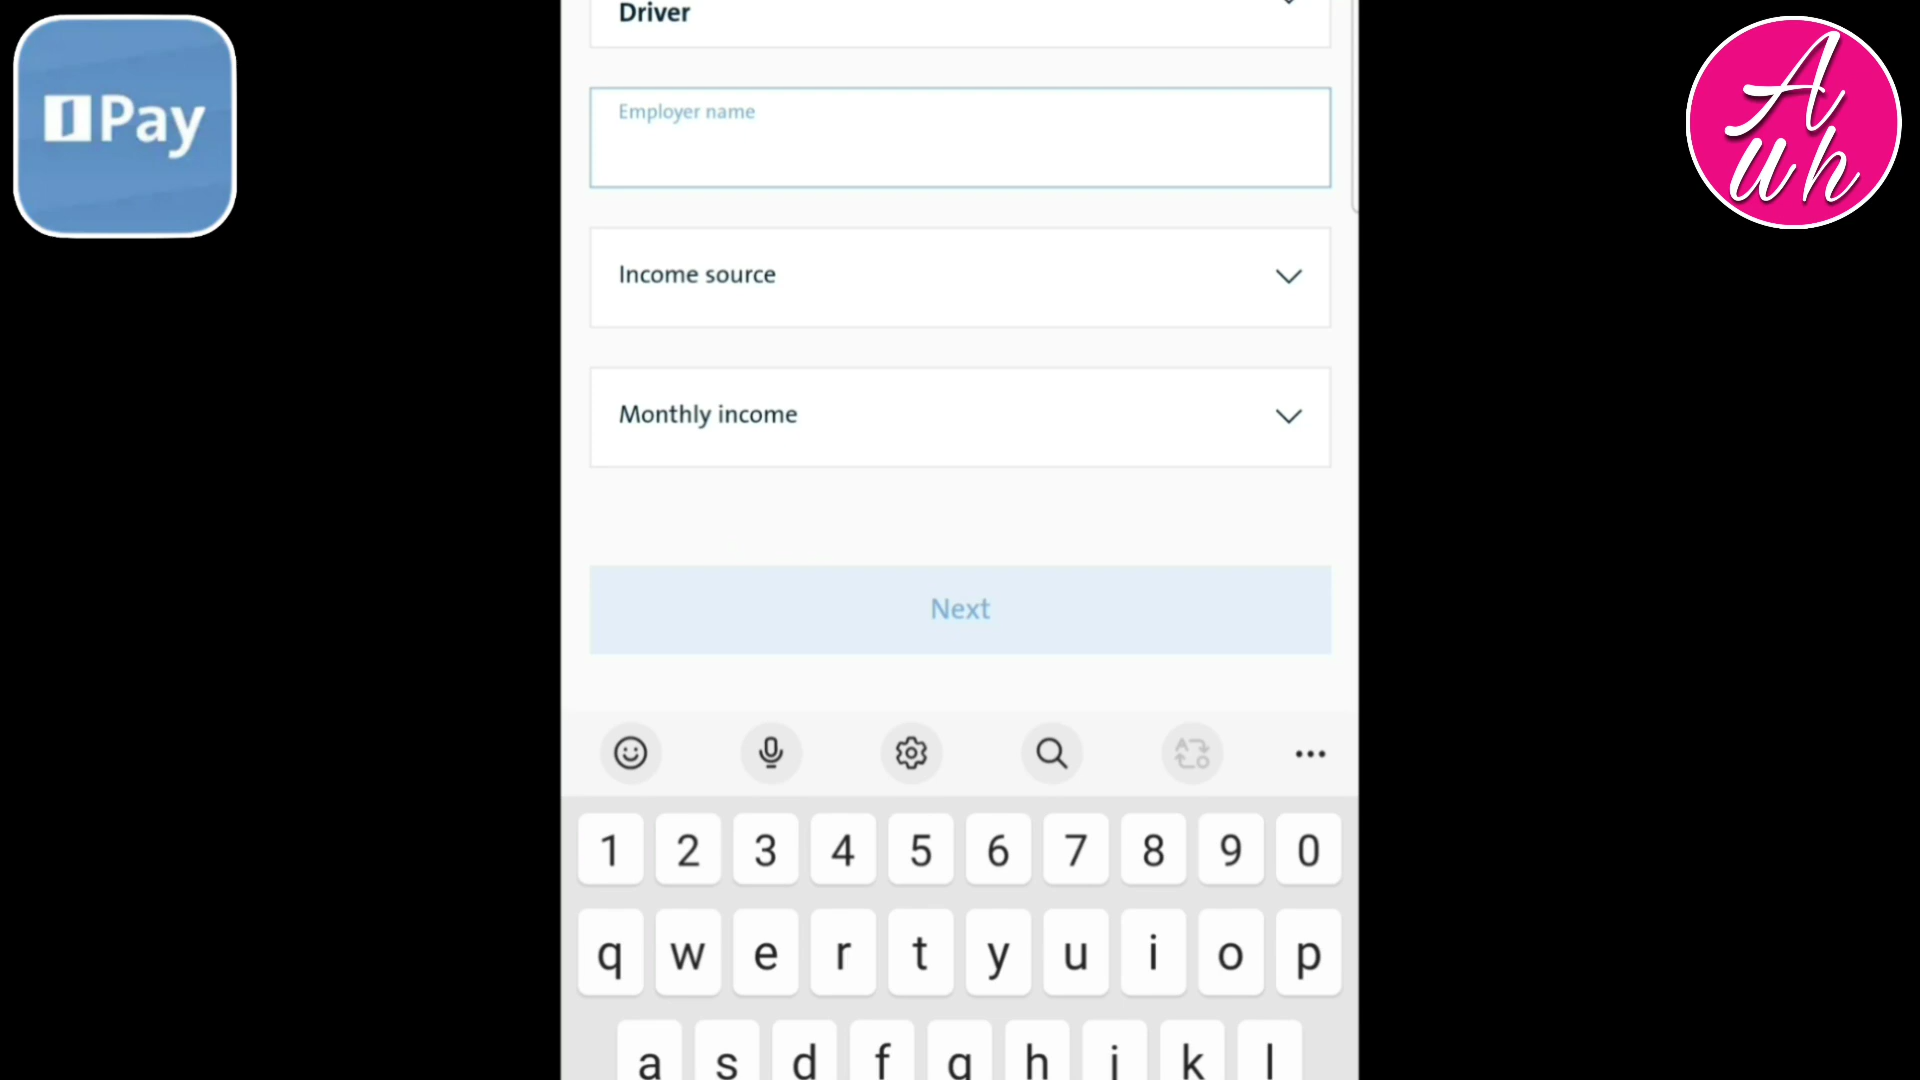 Driver
Pay
A
uh
Employer name
Income source
Monthly income
Next
1 2 3 4 5 6 7 8 9 0
q w e r t y u i o p
a s d f g h j k l